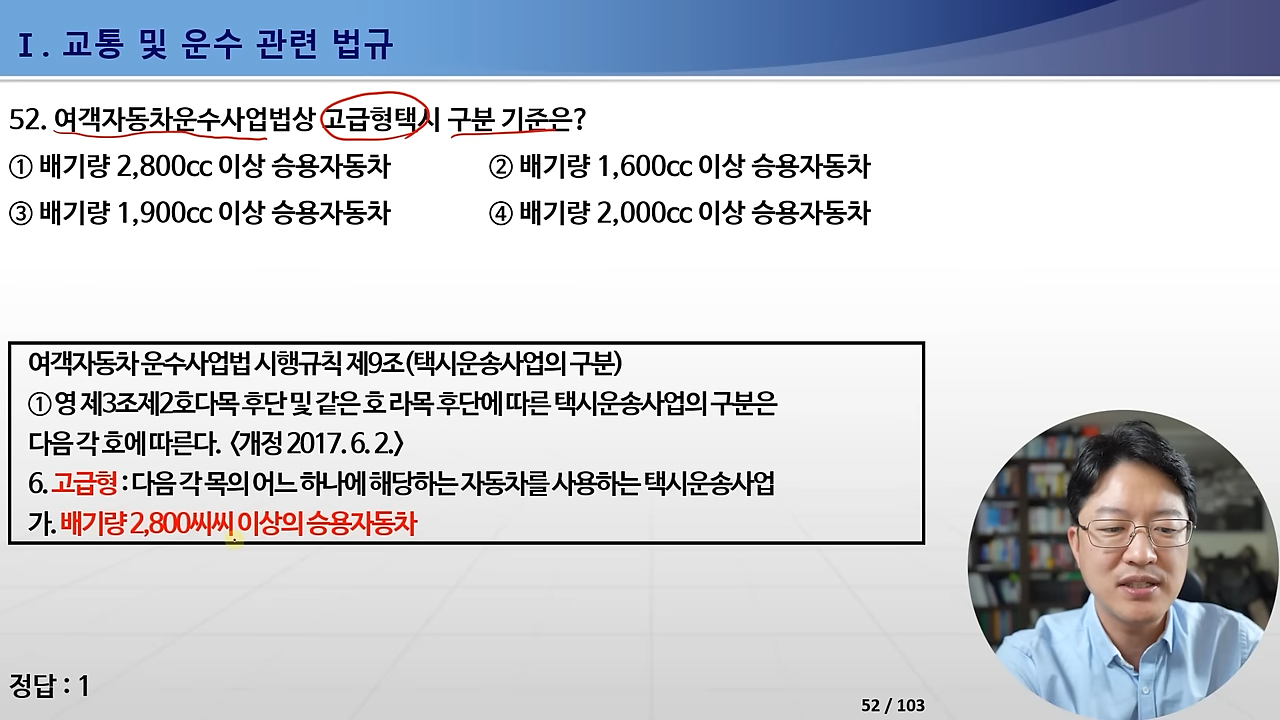 Ⅰ. 교통 및 운수 관련 법규
52. 여객자동차운수사업법상 고급형택시 구분 기준은?
① 배기량 2,800cc 이상 승용자동차 ② 배기량 1,600cc 이상 승용자동차
③ 배기량 1,900cc 이상 승용자동차 ④ 배기량 2,000cc 이상 승용자동차
여객자동차 운수사업법 시행규칙 제9조(택시운송사업의 구분)
① 영 제3조제2호다목 후단 및 같은 호 라목 후단에 따른 택시운송사업의 구분은
다음 각 호에 따른다. <개정 2017. 6. 2.>
6. 고급형 : 다음 각 목의 어느 하나에 해당하는 자동차를 사용하는 택시운송사업
가. 배기량 2,800씨씨 이상의 승용자동차
정답 : 1
52 / 103